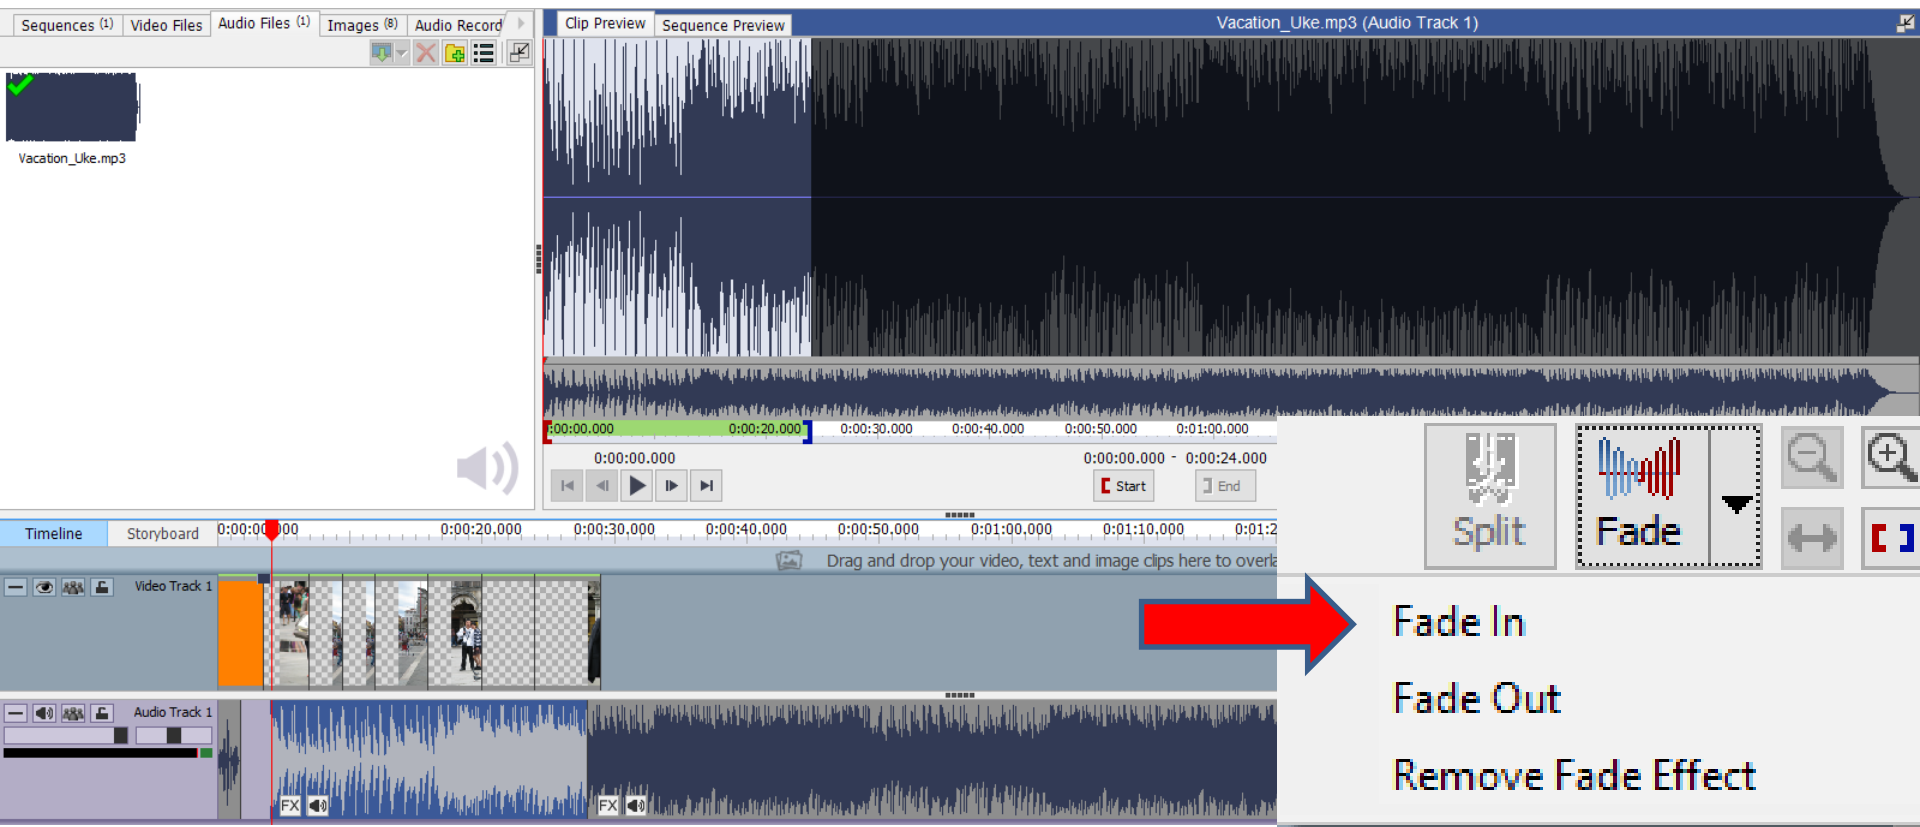 Sequences (1) Video Files Audio Files (1) Images (8) Audio Record
Clip Preview Sequence Preview Vacation_Uke.mp3 (Audio Track 1)
Vacation_Uke.mp3
:00:00.000 0:00:20.000 0:00:30.000 0:00:40.000 0:00:50.000 0:01:00.000
0:00:00.000 0:00:00.000 - 0:00:24.000
Start End
Split Fade
Timeline Storyboard 0:00:00.000 0:00:20,000 0:00:30,000 0:00:40,000 0:00:50,000 0:01:00,000 0:01:10,000 0:01:2
Drag and drop your video, text and image clips here to overla
Video Track 1
Fade In
Fade Out
Remove Fade Effect
Audio Track 1
FX FX